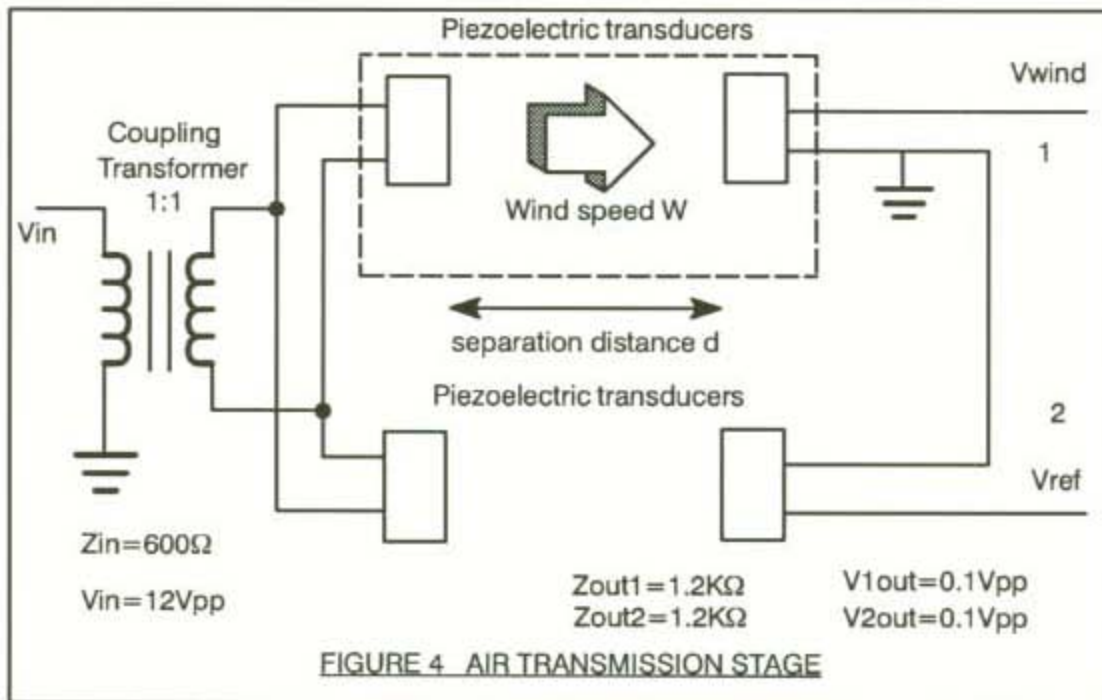 Piezoelectric transducers
Vwind
Coupling
Transformer
1:1
1
Vin
Wind speed W
separation distance d
Piezoelectric transducers
2
Vref
Zin=600Ω
Vin=12Vpp
Zout1=1.2KΩ
V1out=0.1Vpp
Zout2=1.2KΩ
V2out=0.1Vpp
FIGURE 4 AIR TRANSMISSION STAGE